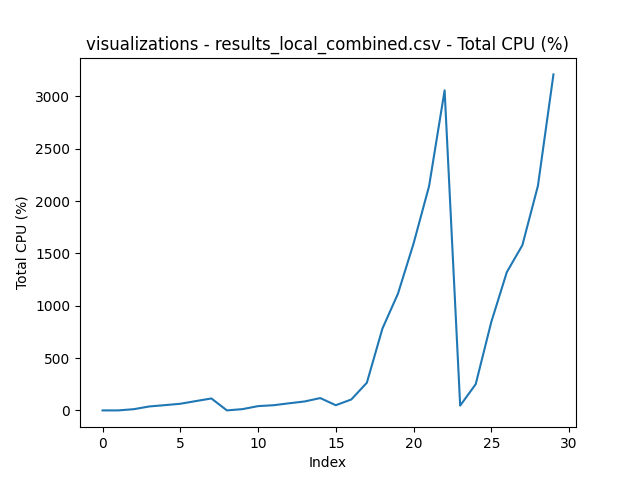 visualizations - results_local_combined.csv - Total CPU (%)
3000
2500
2000
1500
1000
500
0
Total CPU (%)
0 5 10 15 20 25 30
Index